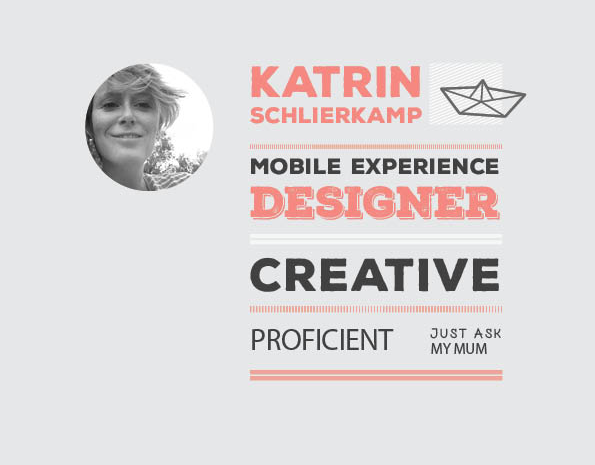 KATRIN
SCHLIERKAMP
MOBILE EXPERIENCE
DESIGNER
CREATIVE
PROFICIENT
JUST ASK
MY MUM